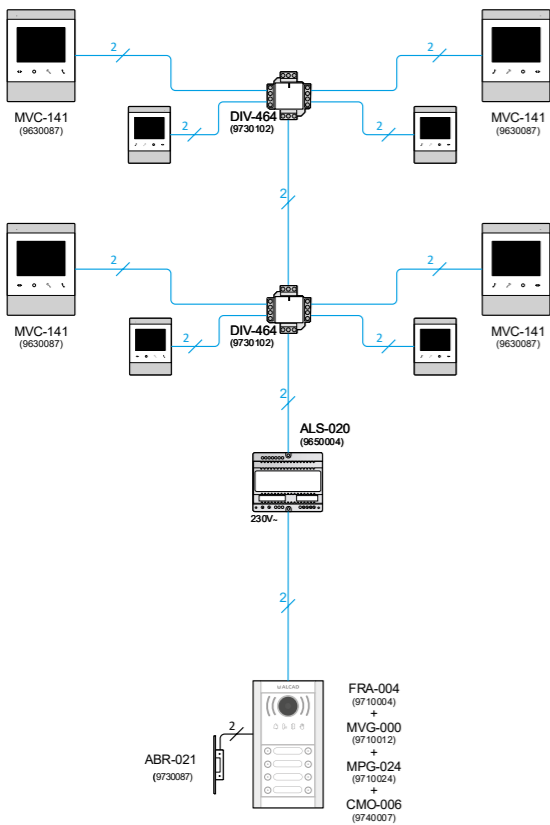 2
2
MVC-141
(9630087)
DIV-464
(9730102)
MVC-141
(9630087)
2
2
2
2
2
MVC-141
(9630087)
DIV-464
(9730102)
MVC-141
(9630087)
2
2
2
ALS-020
(9650004)
230V~
2
ALCAD
2
ABR-021
(9730087)
FRA-004
(9710004)
+
MVG-000
(9710012)
+
MPG-024
(9710024)
+
CMO-006
(9740007)